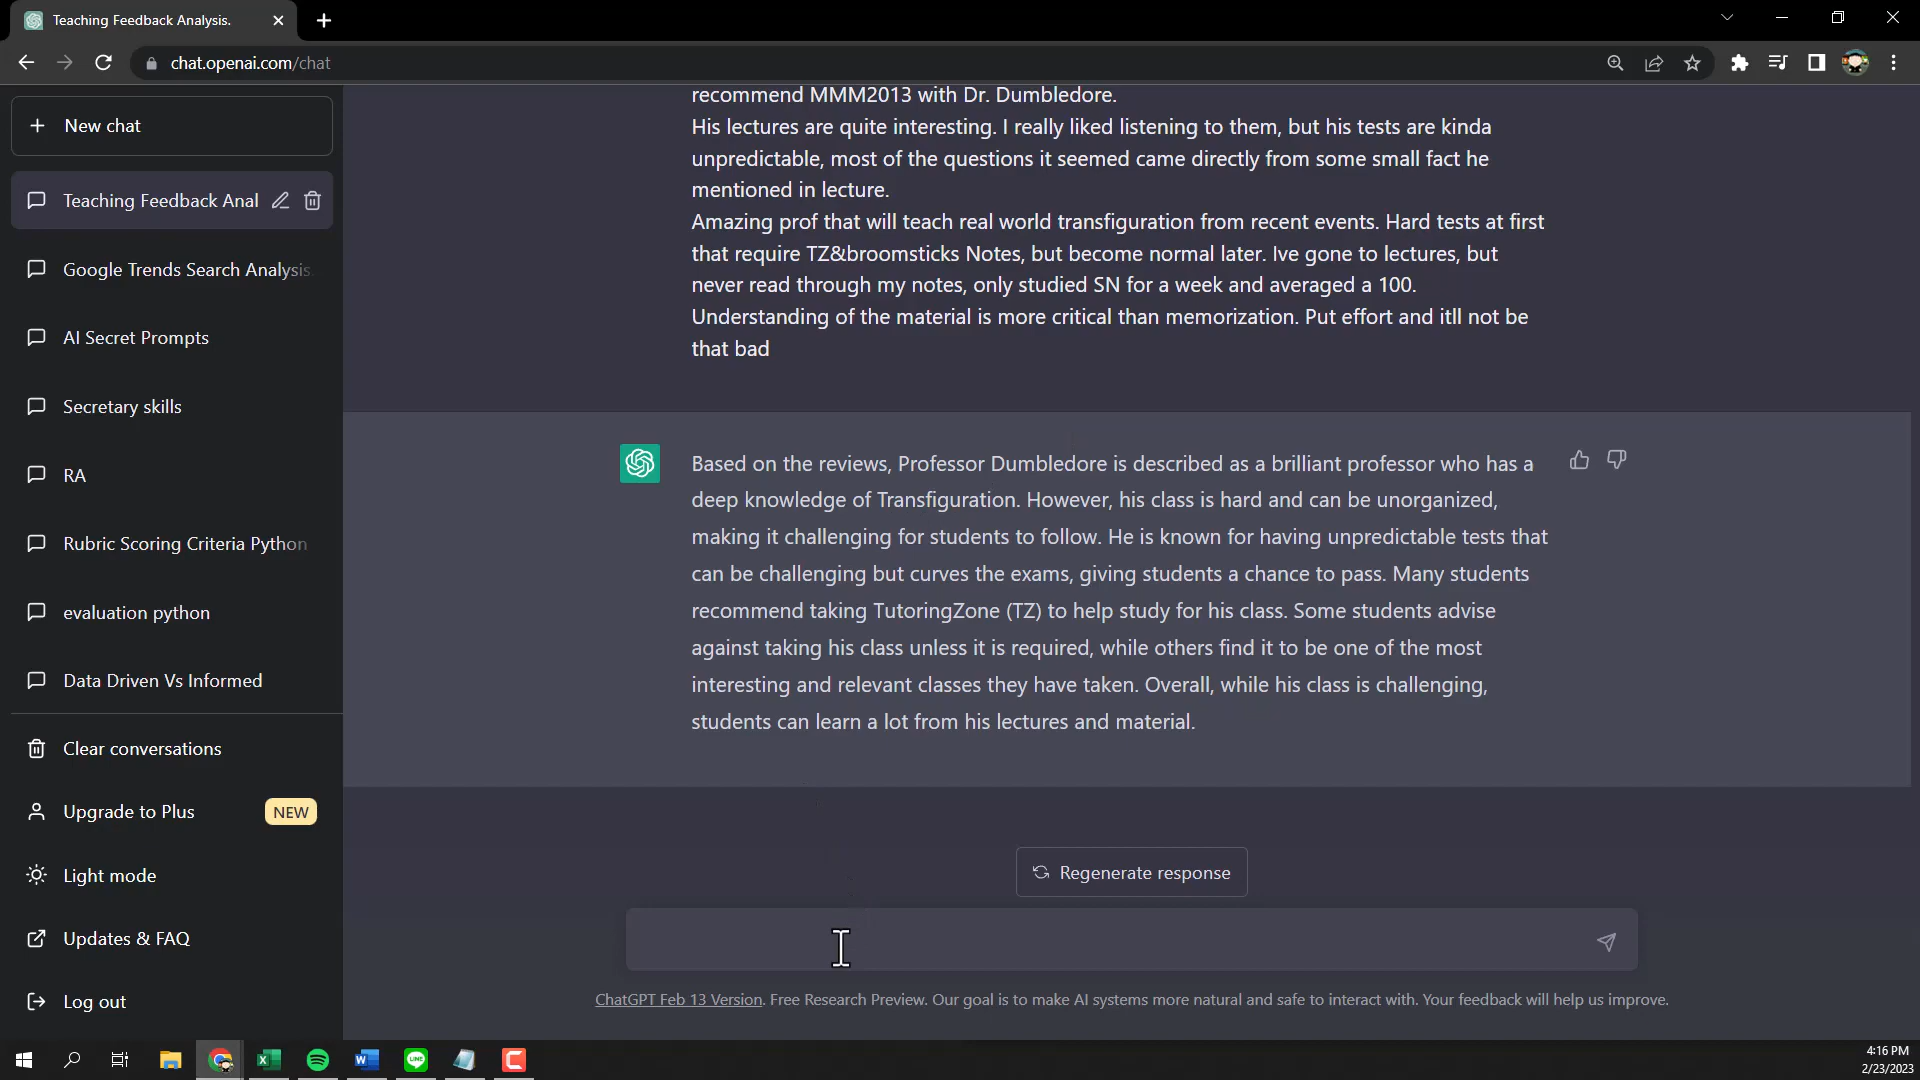 Teaching Feedback Analysis.
chat.openai.com/chat
New chat
Teaching Feedback Anal
Google Trends Search Analysis.
AI Secret Prompts
Secretary skills
RA
Rubric Scoring Criteria Python
evaluation python
Data Driven Vs Informed
Clear conversations
Upgrade to Plus NEW
Light mode
Updates & FAQ
Log out
recommend MMM2013 with Dr. Dumbledore.
His lectures are quite interesting. I really liked listening to them, but his tests are kinda
unpredictable, most of the questions it seemed came directly from some small fact he
mentioned in lecture.
Amazing prof that will teach real world transfiguration from recent events. Hard tests at first
that require TZ&broomsticks Notes, but become normal later. Ive gone to lectures, but
never read through my notes, only studied SN for a week and averaged a 100.
Understanding of the material is more critical than memorization. Put effort and itll not be
that bad
Based on the reviews, Professor Dumbledore is described as a brilliant professor who has a
deep knowledge of Transfiguration. However, his class is hard and can be unorganized,
making it challenging for students to follow. He is known for having unpredictable tests that
can be challenging but curves the exams, giving students a chance to pass. Many students
recommend taking TutoringZone (TZ) to help study for his class. Some students advise
against taking his class unless it is required, while others find it to be one of the most
interesting and relevant classes they have taken. Overall, while his class is challenging,
students can learn a lot from his lectures and material.
Regenerate response
ChatGPT Feb 13 Version. Free Research Preview. Our goal is to make AI systems more natural and safe to interact with. Your feedback will help us improve.
4:16 PM
2/23/2023